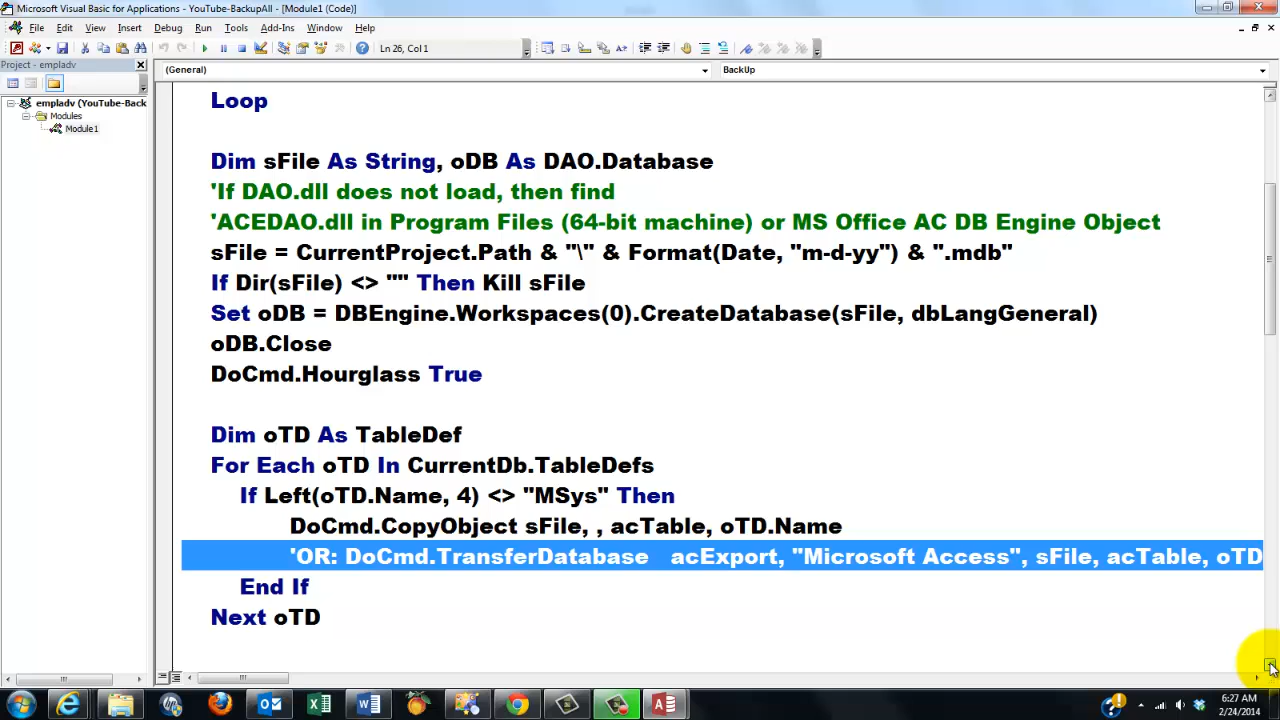 Microsoft Visual Basic for Applications - YouTube-BackupAll - [Module1 (Code)]
File Edit View Insert Format Debug Run Tools Add-Ins Window Help
Ln 26, Col 1
Project - empladv
(General) BackUp
empladv (YouTube-Back
Modules
Module1
Loop
Dim sFile As String, oDB As DAO.Database
'If DAO.dll does not load, then find
'ACEDAO.dll in Program Files (64-bit machine) or MS Office AC DB Engine Object
sFile = CurrentProject.Path & "\" & Format(Date, "m-d-yy") & ".mdb"
If Dir(sFile) <> "" Then Kill sFile
Set oDB = DBEngine.Workspaces(0).CreateDatabase(sFile, dbLangGeneral)
oDB.Close
DoCmd.Hourglass True
Dim oTD As TableDef
For Each oTD In CurrentDb.TableDefs
If Left(oTD.Name, 4) <> "MSys" Then
DoCmd.CopyObject sFile, , acTable, oTD.Name
'OR: DoCmd.TransferDatabase acExport, "Microsoft Access", sFile, acTable, oTD
End If
Next oTD
6:27 AM
2/24/2014